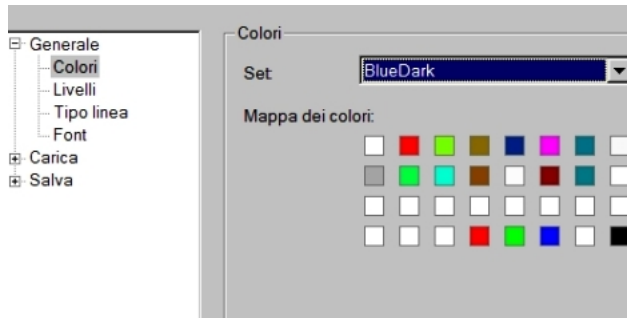 Generale
Colori
Livelli
Tipo linea
Font
Carica
Salva
Colori
Set
BlueDark
Mappa dei colori: